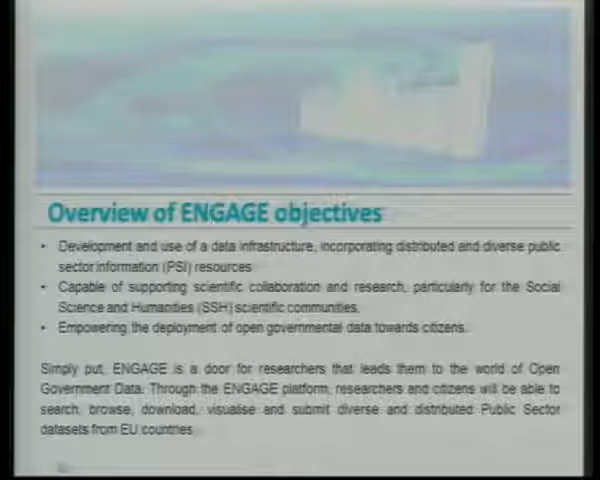 Overview of ENGAGE objectives
• Development and use of a data infrastructure, incorporating distributed and diverse public
sector information (PSI) resources
• Capable of supporting scientific collaboration and research, particularly for the Social
Science and Humanities (SSH) scientific communities.
• Empowering the deployment of open governmental data towards citizens.
Simply put, ENGAGE is a door for researchers that leads them to the world of Open
Government Data. Through the ENGAGE platform, researchers and citizens will be able to
search, browse, download, visualise and submit diverse and distributed Public Sector
datasets from EU countries